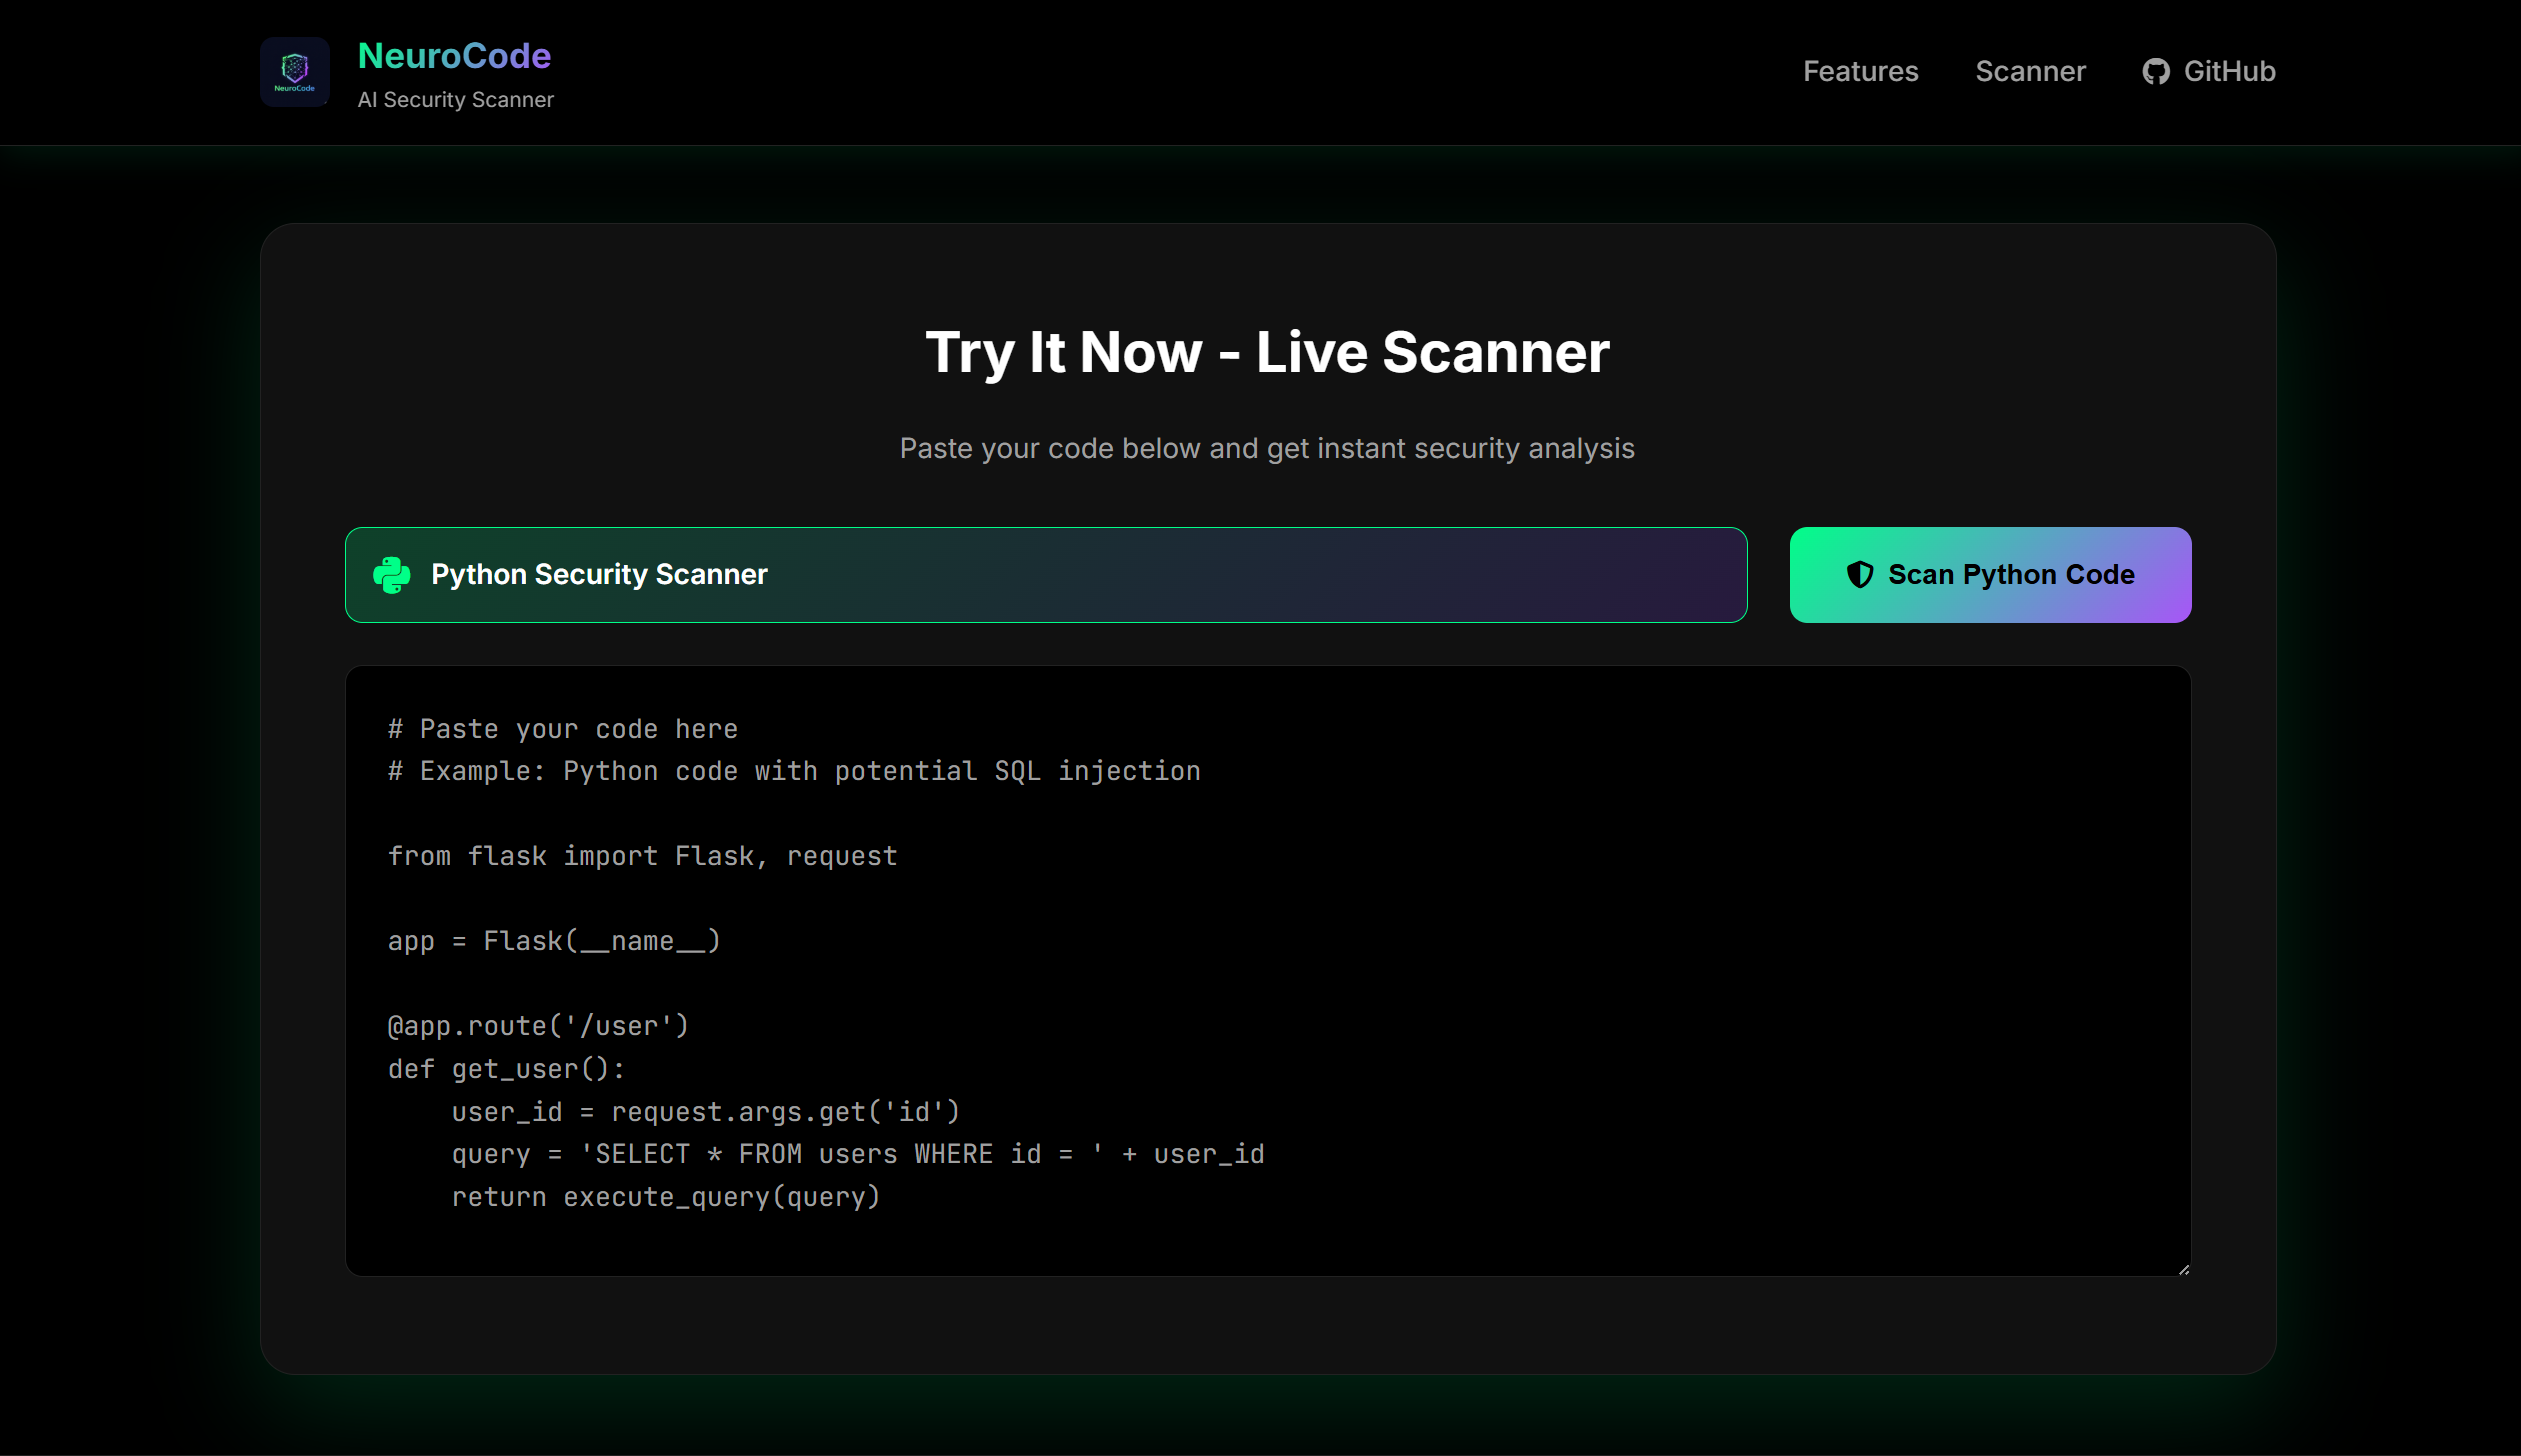 NeuroCode
NeuroCode
AI Security Scanner
Features
Scanner
GitHub
Try It Now - Live Scanner
Paste your code below and get instant security analysis
Python Security Scanner
Scan Python Code
# Paste your code here
# Example: Python code with potential SQL injection
from flask import Flask, request
app = Flask(__name__)
@app.route('/user')
def get_user():
    user_id = request.args.get('id')
    query = 'SELECT * FROM users WHERE id = ' + user_id
    return execute_query(query)